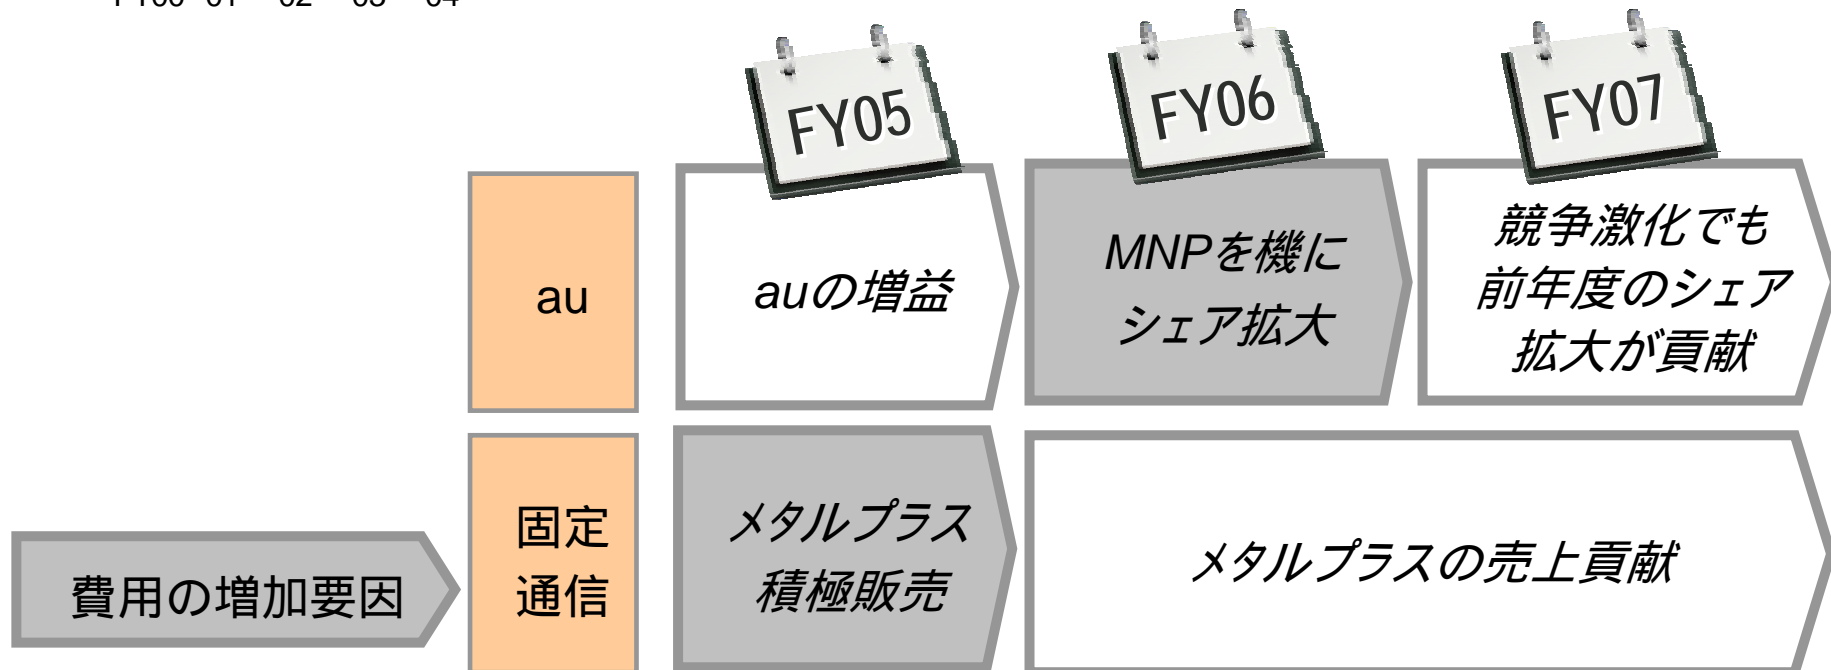 FY05
FY06
FY07
au
auの増益
MNPを機に
シェア拡大
競争激化でも
前年度のシェア
拡大が貢献
費用の増加要因
固定
通信
メタルプラス
積極販売
メタルプラスの売上貢献